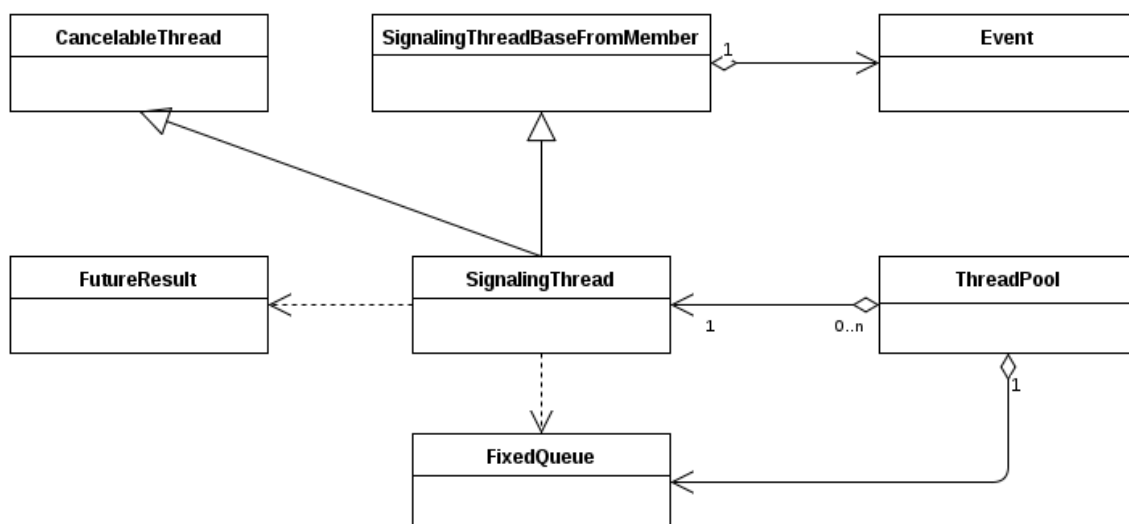 CancelableThread
SignalingThreadBaseFromMember
Event
1
FutureResult
SignalingThread
ThreadPool
1
0..n
1
FixedQueue